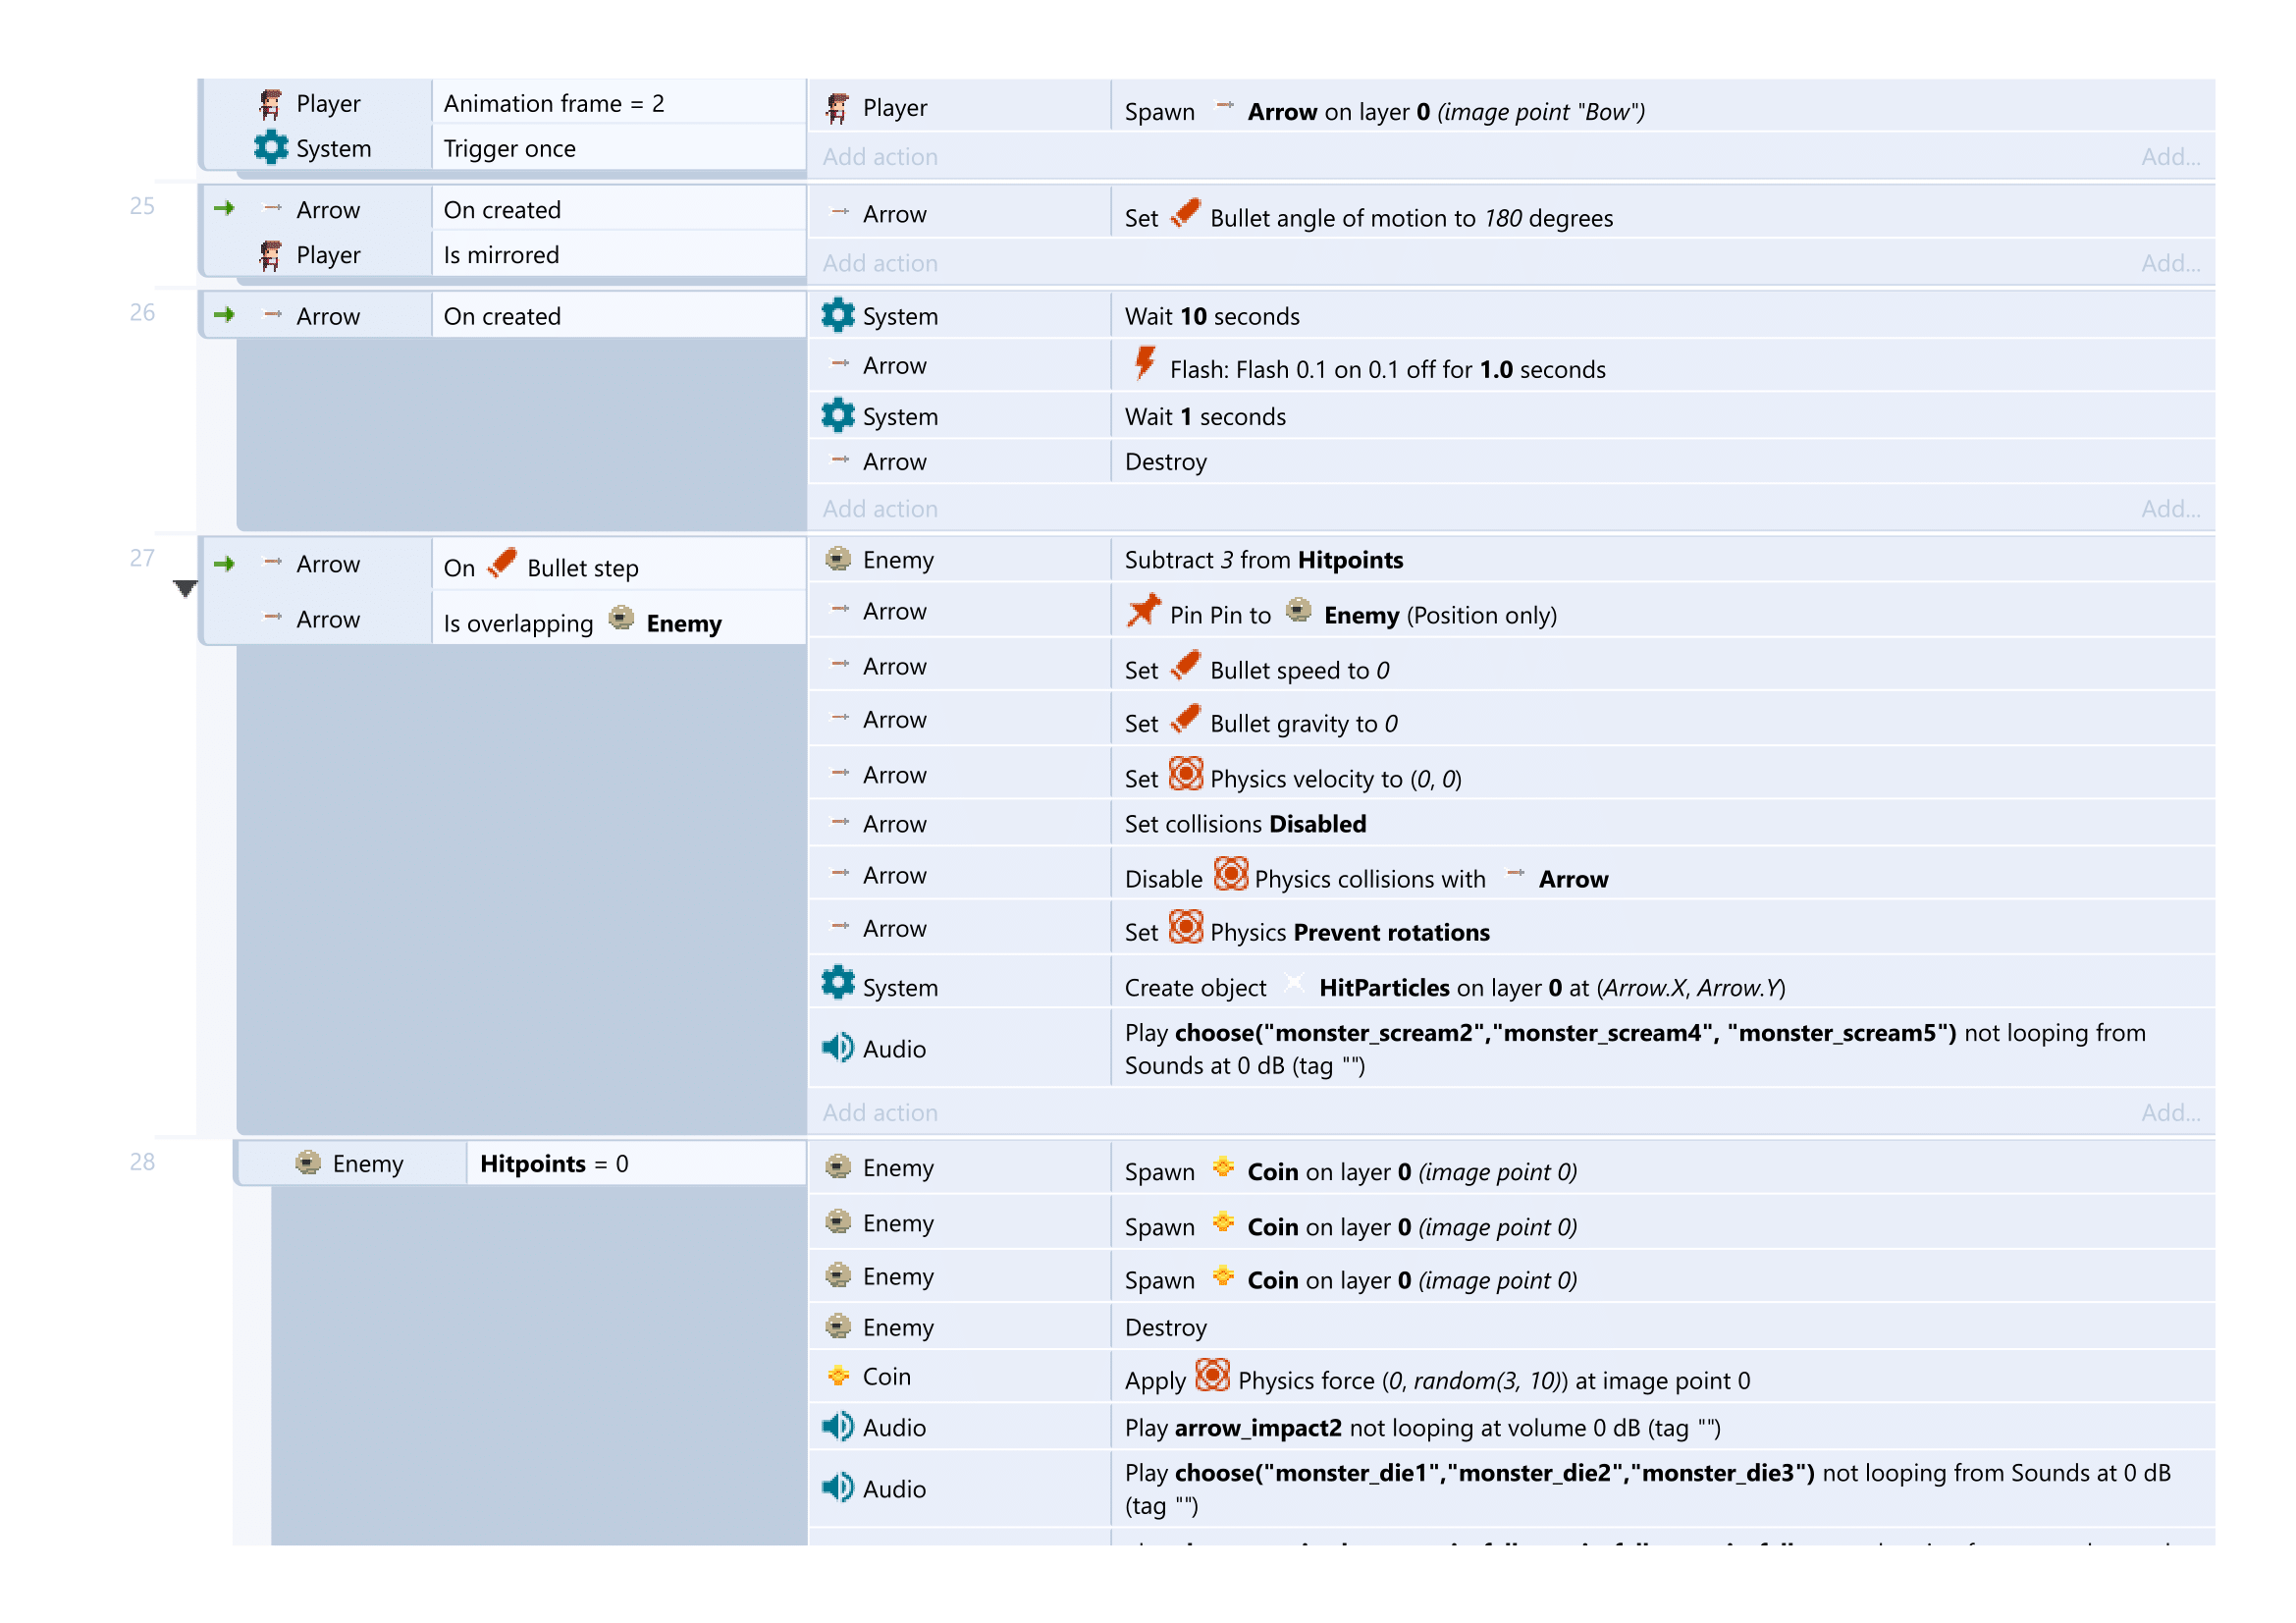 Player Animation frame = 2 Player Spawn Arrow on layer 0 (image point "Bow")
System Trigger once Add action Add...
25 Arrow On created Arrow Set Bullet angle of motion to 180 degrees
Player Is mirrored Add action Add...
26 Arrow On created System Wait 10 seconds
Arrow Flash: Flash 0.1 on 0.1 off for 1.0 seconds
System Wait 1 seconds
Arrow Destroy
Add action Add...
27 Arrow On Bullet step Enemy Subtract 3 from Hitpoints
Arrow Is overlapping Enemy Arrow Pin Pin to Enemy (Position only)
Arrow Set Bullet speed to 0
Arrow Set Bullet gravity to 0
Arrow Set Physics velocity to (0, 0)
Arrow Set collisions Disabled
Arrow Disable Physics collisions with Arrow
Arrow Set Physics Prevent rotations
System Create object HitParticles on layer 0 at (Arrow.X, Arrow.Y)
Audio Play choose("monster_scream2","monster_scream4", "monster_scream5") not looping from
Sounds at 0 dB (tag "")
Add action Add...
28 Enemy Hitpoints = 0 Enemy Spawn Coin on layer 0 (image point 0)
Enemy Spawn Coin on layer 0 (image point 0)
Enemy Spawn Coin on layer 0 (image point 0)
Enemy Destroy
Coin Apply Physics force (0, random(3, 10)) at image point 0
Audio Play arrow_impact2 not looping at volume 0 dB (tag "")
Audio Play choose("monster_die1","monster_die2","monster_die3") not looping from Sounds at 0 dB
(tag "")